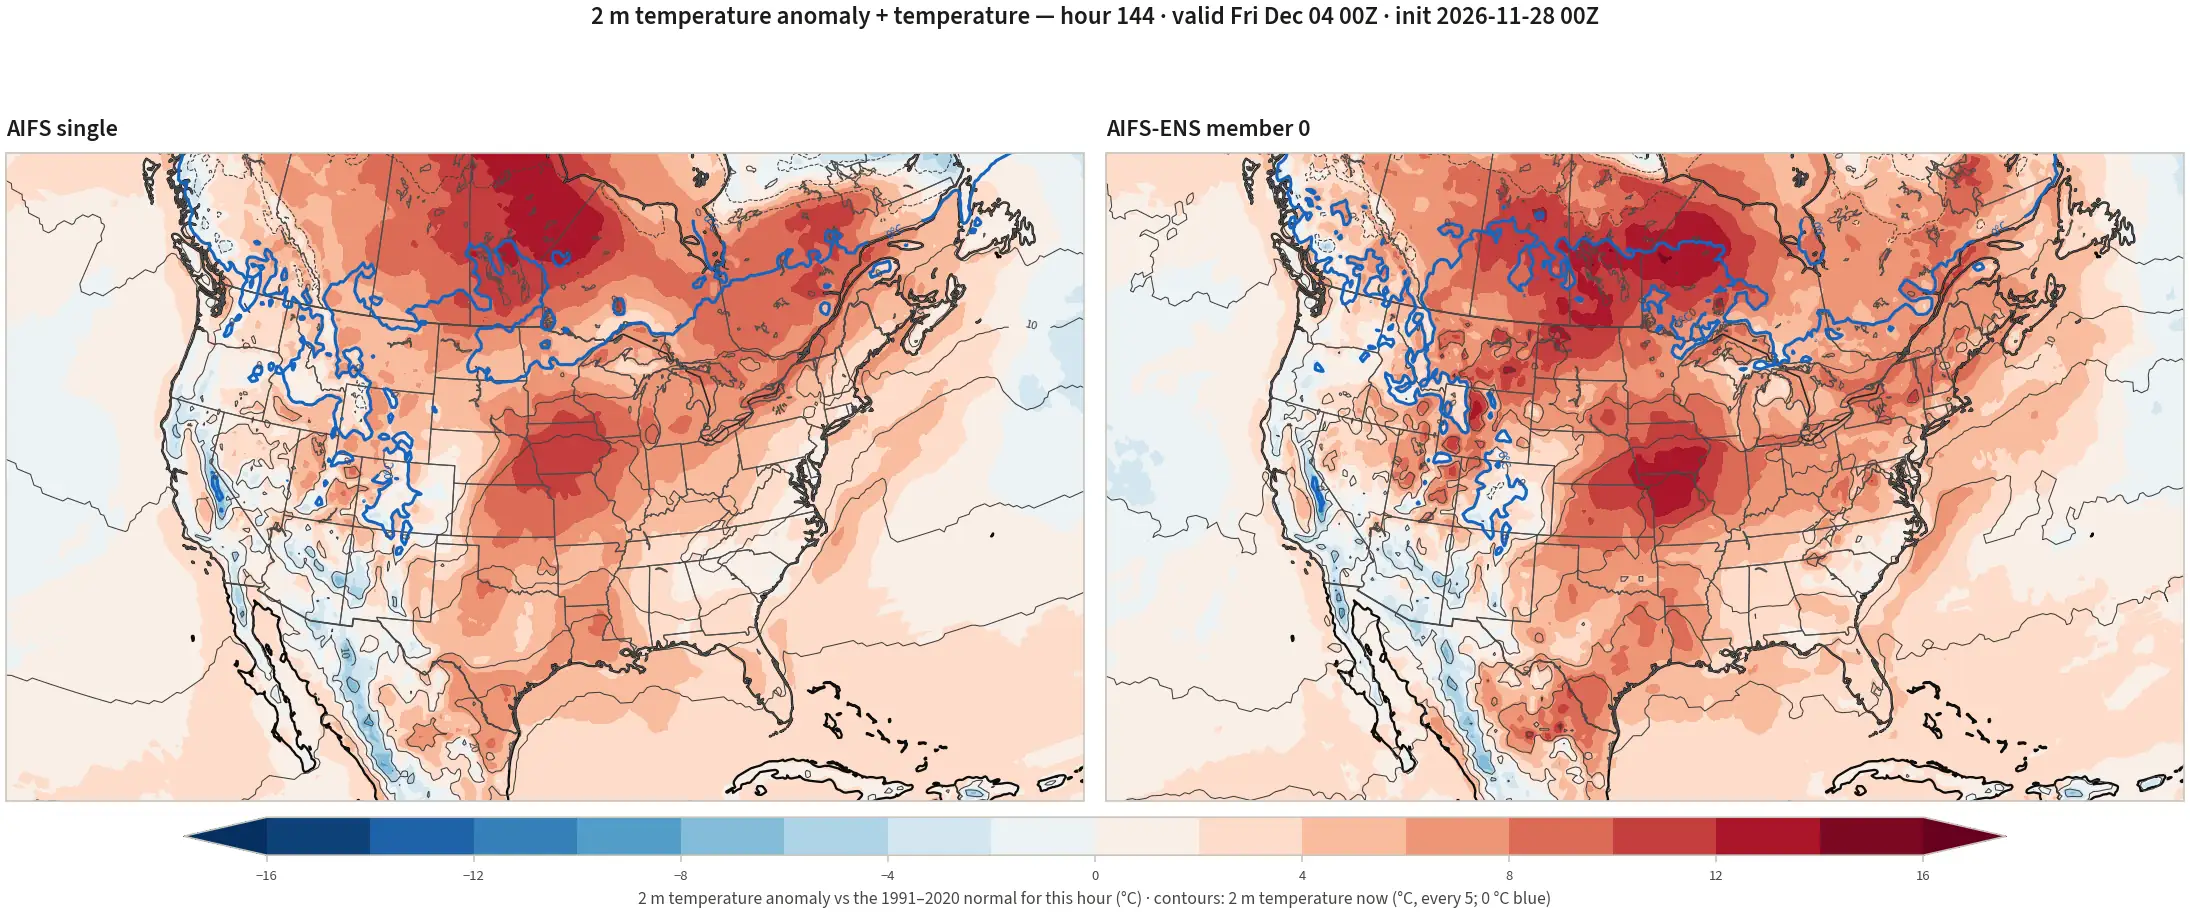 2 m temperature anomaly + temperature — hour 144 · valid Fri Dec 04 00Z · init 2026-11-28 00Z
AIFS single
AIFS-ENS member 0
10
10
−16
−12
−8
−4
0
4
8
12
16
2 m temperature anomaly vs the 1991–2020 normal for this hour (°C) · contours: 2 m temperature now (°C, every 5; 0 °C blue)